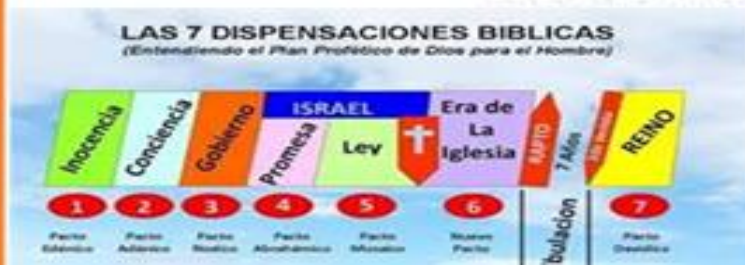 LAS 7 DISPENSACIONES BIBLICAS
(Entendiendo el Plan Profético de Dios para el Hombre)
Inocencia
Conciencia
Gobierno
ISRAEL
Promesa
Ley
Era de
La
Iglesia
RAPTO
7 Años
REINO
1
2
3
4
5
6
7
Pacto
Edénico
Pacto
Adánico
Pacto
Noéico
Pacto
Abrahámico
Pacto
Mosaico
Nuevo
Pacto
Pacto
Davídico